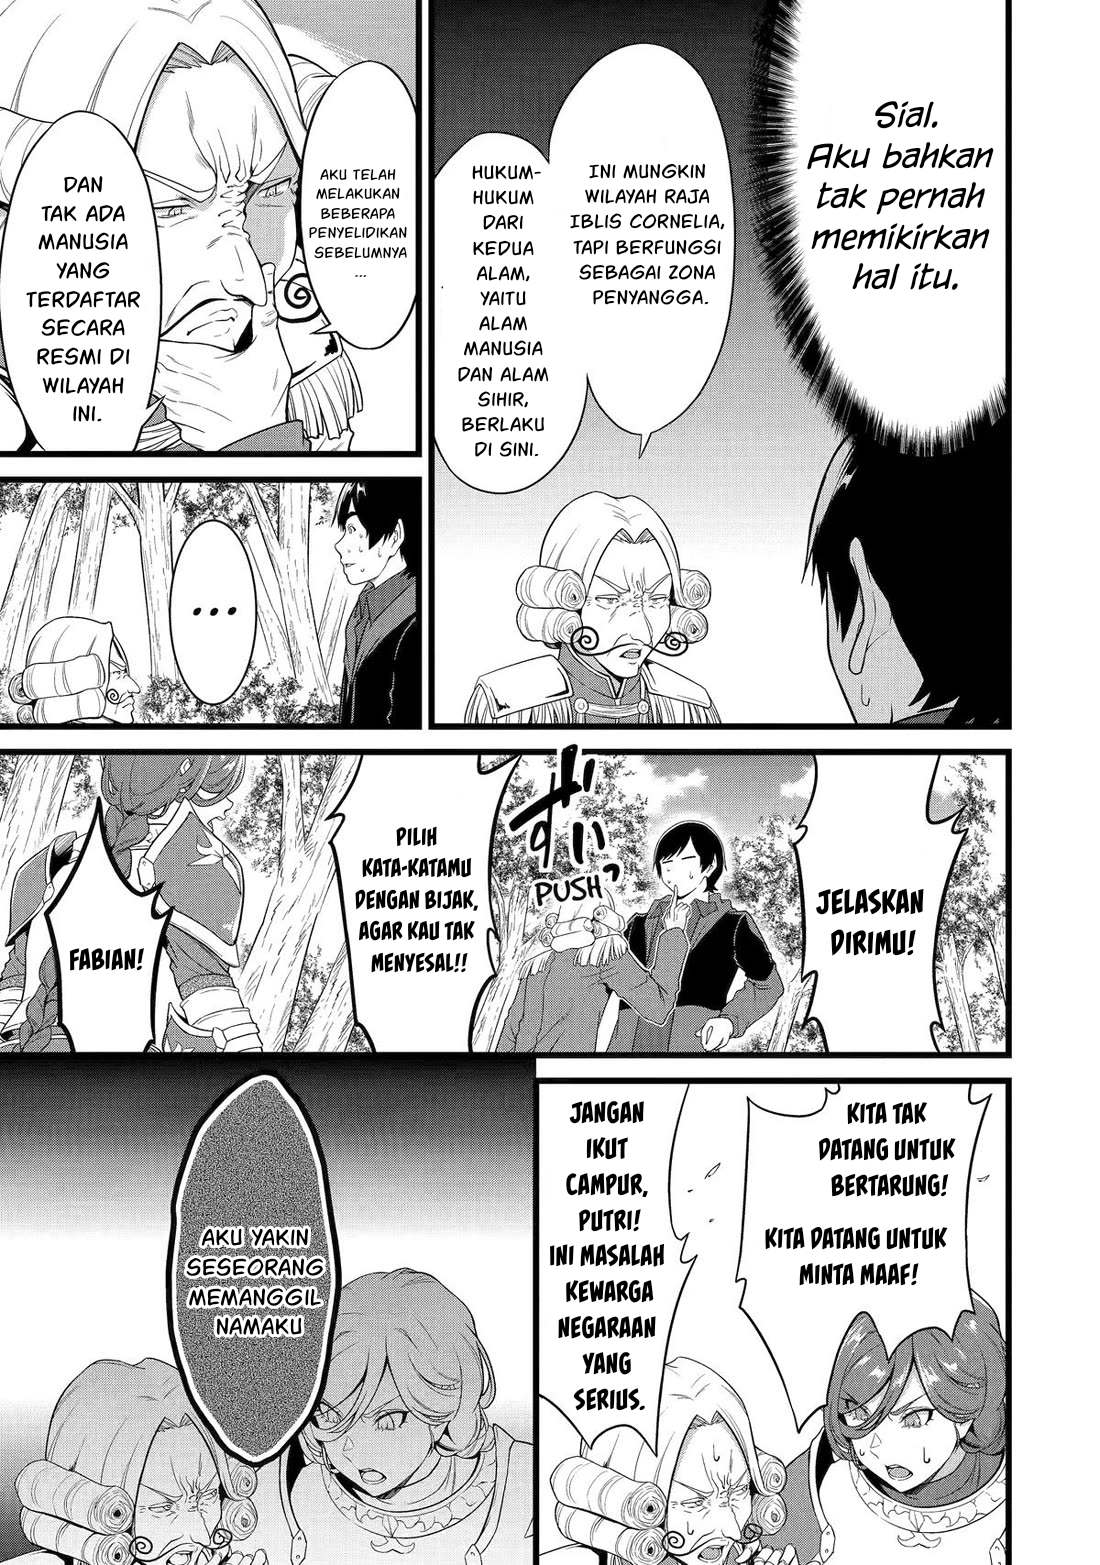 Sial.
Aku bahkan
tak pernah
memikirkan
hal itu.
INI MUNGKIN
WILAYAH RAJA
IBLIS CORNELIA,
TAPI BERFUNGSI
SEBAGAI ZONA
PENYANGGA.
HUKUM-
HUKUM
DARI
KEDUA
ALAM,
YAITU
ALAM
MANUSIA
DAN ALAM
SIHIR,
BERLAKU
DI SINI.
AKU TELAH
MELAKUKAN
BEBERAPA
PENYELIDIKAN
SEBELUMNYA
...
DAN
TAK ADA
MANUSIA
YANG
TERDAFTAR
SECARA
RESMI DI
WILAYAH
INI.
...
JELASKAN
DIRIMU!
ずいっ
PUSH
PILIH
KATA-KATAMU
DENGAN BIJAK,
AGAR KAU TAK
MENYESAL!!
FABIAN!
KITA TAK
DATANG UNTUK
BERTARUNG!
KITA DATANG UNTUK
MINTA MAAF!
JANGAN
IKUT
CAMPUR,
PUTRI!
INI MASALAH
KEWARGA
NEGARAAN
YANG
SERIUS.
AKU YAKIN
SESEORANG
MEMANGGIL
NAMAKU